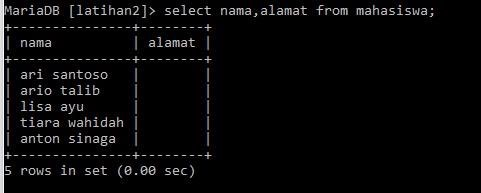 MariaDB [latihan2]> select nama,alamat from mahasiswa;
+---------------+--------+
| nama          | alamat |
+---------------+--------+
| ari santoso   |        |
| ario talib    |        |
| lisa ayu      |        |
| tiara wahidah |        |
| anton sinaga  |        |
+---------------+--------+
5 rows in set (0.00 sec)